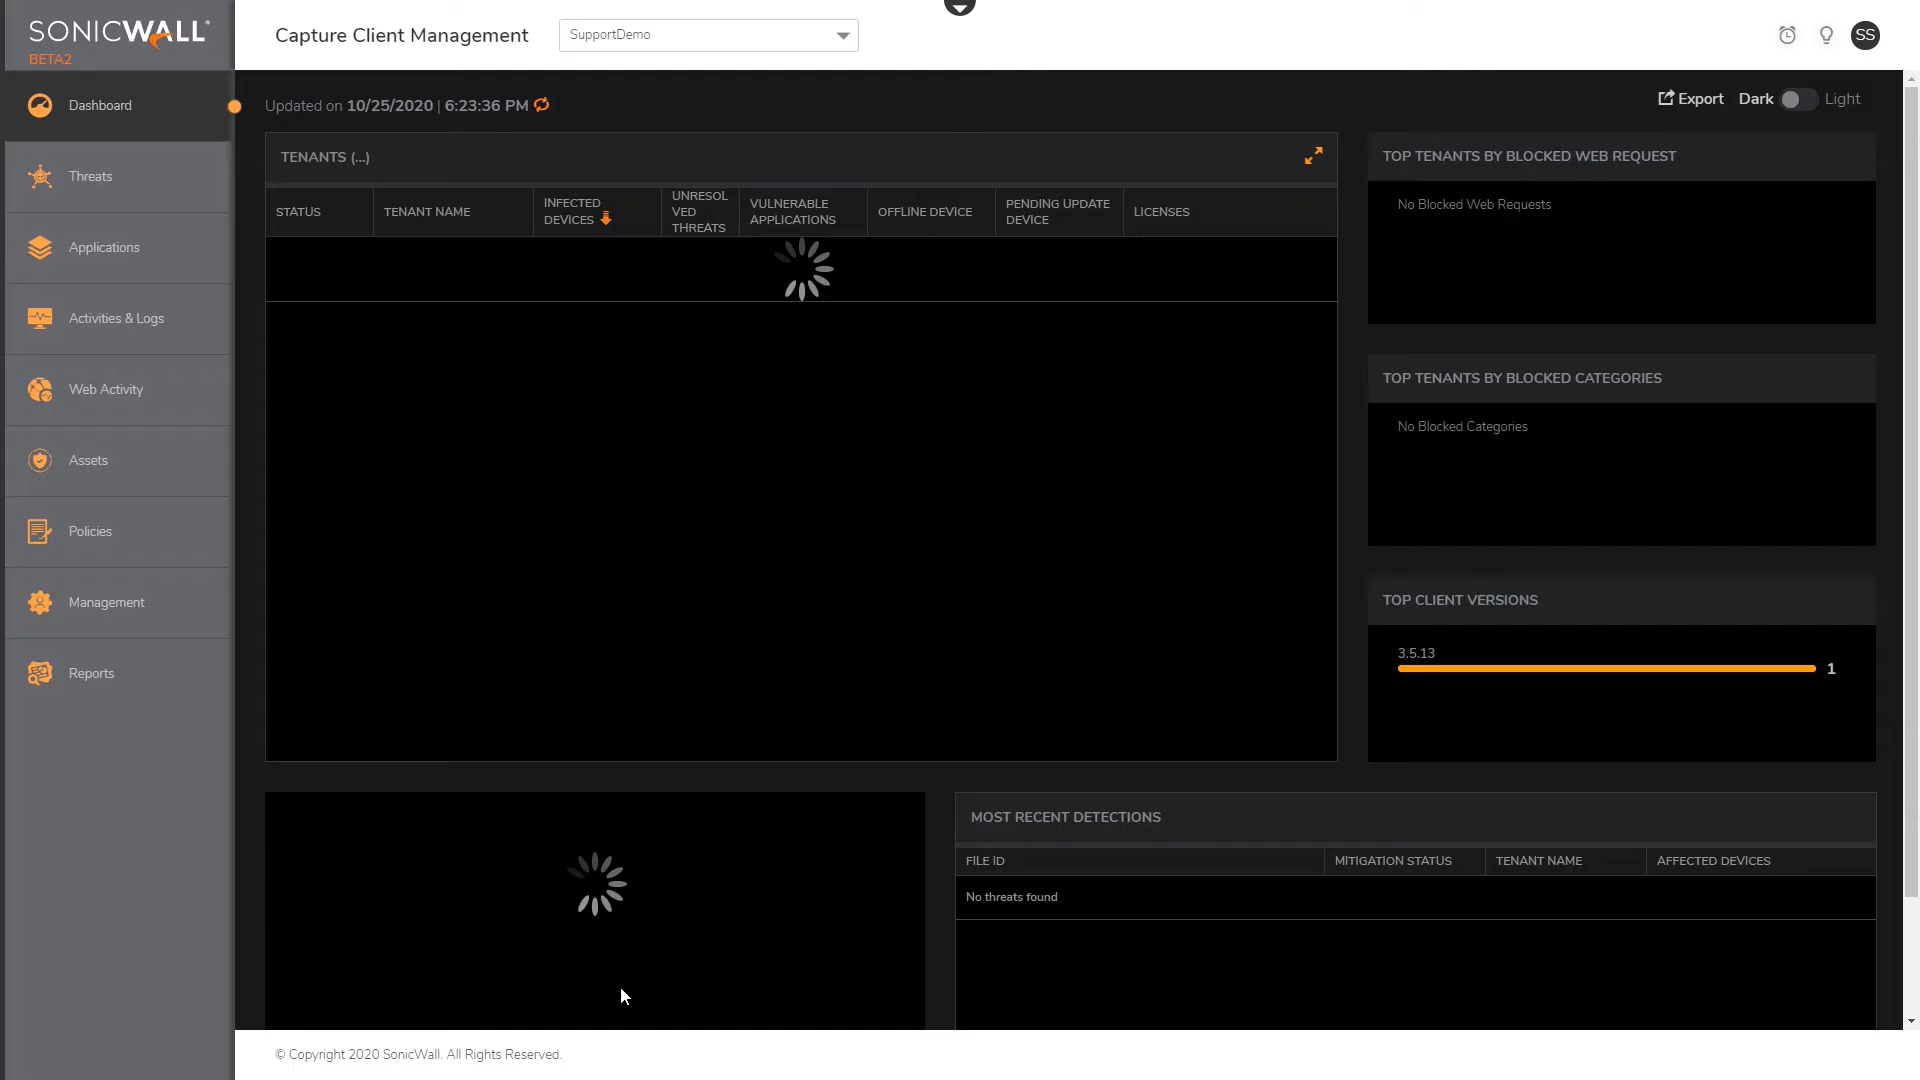 SONICWALL
BETA2
Capture Client Management
SupportDemo
SS
Dashboard
Threats
Applications
Activities & Logs
Web Activity
Assets
Policies
Management
Reports
Updated on 10/25/2020 | 6:23:36 PM
Export Dark Light
TENANTS (...)
STATUS
TENANT NAME
INFECTED
DEVICES
UNRESOL
VED
THREATS
VULNERABLE
APPLICATIONS
OFFLINE DEVICE
PENDING UPDATE
DEVICE
LICENSES
TOP TENANTS BY BLOCKED WEB REQUEST
No Blocked Web Requests
TOP TENANTS BY BLOCKED CATEGORIES
No Blocked Categories
TOP CLIENT VERSIONS
3.5.13
1
MOST RECENT DETECTIONS
FILE ID
MITIGATION STATUS
TENANT NAME
AFFECTED DEVICES
No threats found
© Copyright 2020 SonicWall. All Rights Reserved.